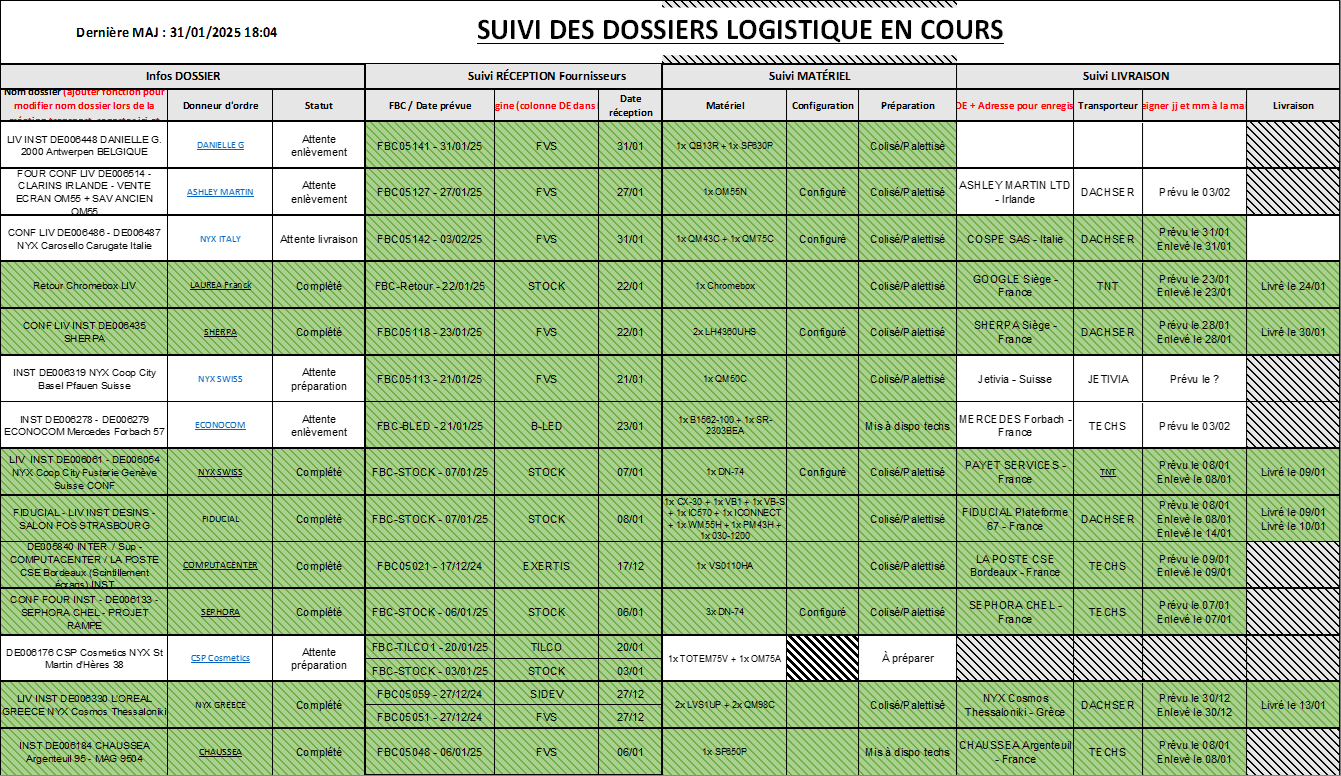 Dernière MAJ : 31/01/2025 18:04
SUIVI DES DOSSIERS LOGISTIQUE EN COURS
Infos DOSSIER
Suivi RÉCEPTION Fournisseurs
Suivi MATÉRIEL
Suivi LIVRAISON
Nom dossier (ajouter fonction pour
modifier nom dossier lors de la
Donneur d'ordre
Statut
FBC / Date prévue
(colonne DE dans
Date
réception
Matériel
Configuration
Préparation
DE + Adresse pour
Transporteur
jj et mm à la
Livraison
LIV INST DE006448 DANIELLE G.
2000 Antwerpen BELGIQUE
DANIELLE G
Attente
enlèvement
FBC05141 - 31/01/25
FVS
31/01
1x QB13R + 1x SF630P
Colisé/Palettisé
FOUR CONF LIV DE006514 -
CLARINS IRLANDE - VENTE
ECRAN OM55 + SAV ANCIEN
OM55
ASHLEY MARTIN
Attente
enlèvement
FBC05127 - 27/01/25
FVS
27/01
1x OM55N
Configuré
Colisé/Palettisé
ASHLEY MARTIN LTD
- Irlande
DACHSER
Prévu le 03/02
CONF LIV DE006486 - DE006487
NYX Carosello Carugate Italie
NYX ITALY
Attente livraison
FBC05142 - 03/02/25
FVS
31/01
1x QM43C + 1x QM75C
Configuré
Colisé/Palettisé
COSPE SAS - Italie
DACHSER
Prévu le 31/01
Enlevé le 31/01
Retour Chromebox LIV
LAUREA Franck
Complété
FBC-Retour - 22/01/25
STOCK
22/01
1x Chromebox
Colisé/Palettisé
GOOGLE Siège -
France
TNT
Prévu le 23/01
Enlevé le 23/01
Livré le 24/01
CONF LIV INST DE006435
SHERPA
SHERPA
Complété
FBC05118 - 23/01/25
FVS
22/01
2x LH4360UHS
Configuré
Colisé/Palettisé
SHERPA Siège -
France
DACHSER
Prévu le 28/01
Enlevé le 28/01
Livré le 30/01
INST DE006319 NYX Coop City
Basel Pfauen Suisse
NYX SWISS
Attente
préparation
FBC05113 - 21/01/25
FVS
21/01
1x QM50C
Colisé/Palettisé
Jetivia - Suisse
JETIVIA
Prévu le ?
INST DE006278 - DE006279
ECONOCOM Mercedes Forbach 57
ECONOCOM
Attente
enlèvement
FBC-BLED - 21/01/25
B-LED
23/01
1x B1562-100 + 1x SR-
2303BEA
Mis à dispo techs
MERCEDES Forbach -
France
TECHS
Prévu le 03/02
LIV INST DE006061 - DE006054
NYX Coop City Fusterie Genève
Suisse CONF
NYX SWISS
Complété
FBC-STOCK - 07/01/25
STOCK
07/01
1x DN-74
Configuré
Colisé/Palettisé
PAYET SERVICES -
France
TNT
Prévu le 08/01
Enlevé le 08/01
Livré le 09/01
FIDUCIAL - LIV INST DESINS -
SALON FOS STRASBOURG
FIDUCIAL
Complété
FBC-STOCK - 07/01/25
STOCK
08/01
1x CX-30 + 1x VB1 + 1x VB-S
+ 1x IC570 + 1x ICONNECT
+ 1x WM55H + 1x PM43H +
1x 030-1200
Colisé/Palettisé
FIDUCIAL Plateforme
67 - France
DACHSER
Prévu le 08/01
Enlevé le 08/01
Enlevé le 14/01
Livré le 09/01
Livré le 10/01
DE005840 INTER / Sup -
COMPUTACENTER / LA POSTE
CSE Bordeaux (Scintillement
écrans) INST
COMPUTACENTER
Complété
FBC05021 - 17/12/24
EXERTIS
17/12
1x VS0110HA
Colisé/Palettisé
LA POSTE CSE
Bordeaux - France
TECHS
Prévu le 09/01
Enlevé le 09/01
CONF FOUR INST - DE006133 -
SEPHORA CHEL - PROJET
RAMPE
SEPHORA
Complété
FBC-STOCK - 06/01/25
STOCK
06/01
3x DN-74
Configuré
Colisé/Palettisé
SEPHORA CHEL -
France
TECHS
Prévu le 07/01
Enlevé le 07/01
DE006176 CSP Cosmetics NYX St
Martin d'Hères 38
CSP Cosmetics
Attente
préparation
FBC-TILCO1 - 20/01/25
TILCO
20/01
FBC-STOCK - 03/01/25
STOCK
03/01
1x TOTEM75V + 1x OM75A
À préparer
LIV INST DE006330 L'OREAL
GREECE NYX Cosmos Thessaloniki
NYX GREECE
Complété
FBC05059 - 27/12/24
SIDEV
27/12
FBC05051 - 27/12/24
FVS
27/12
2x LVS1UP + 2x QM98C
Colisé/Palettisé
NYX Cosmos
Thessaloniki - Grèce
DACHSER
Prévu le 30/12
Enlevé le 30/12
Livré le 13/01
INST DE006184 CHAUSSEA
Argenteuil 95 - MAG 9504
CHAUSSEA
Complété
FBC05048 - 06/01/25
FVS
06/01
1x SF650P
Mis à dispo techs
CHAUSSEA Argenteuil
- France
TECHS
Prévu le 08/01
Enlevé le 08/01